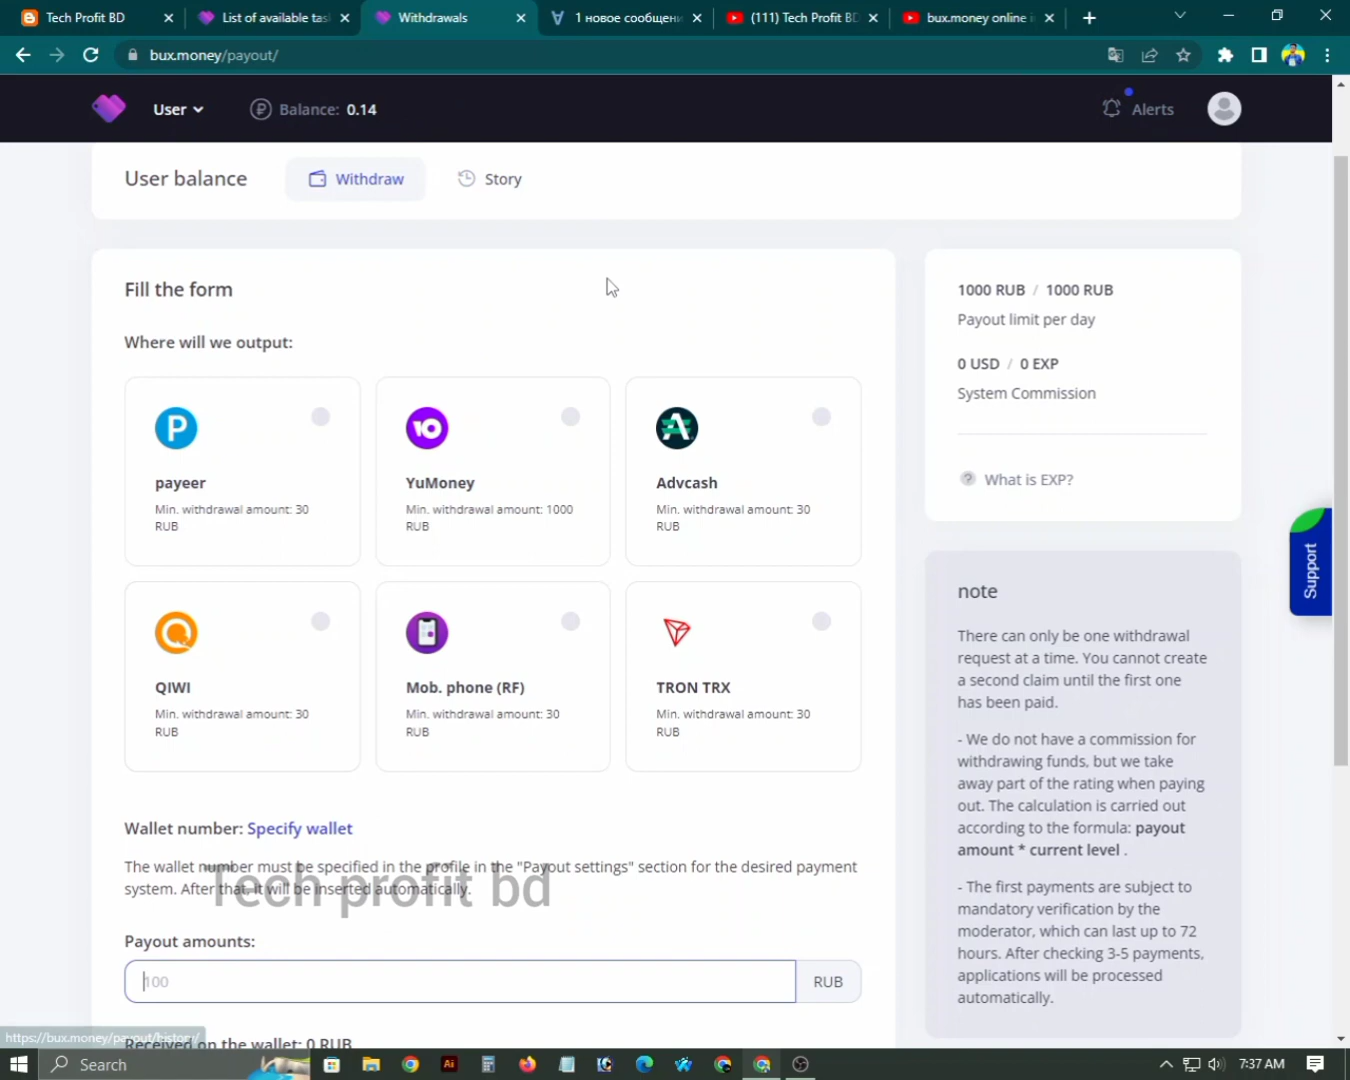 Tech Profit BD
List of available tas
Withdrawals
1 новое сообщени
(111) Tech Profit BD
bux.money online i
bux.money/payout/
User
Balance: 0.14
Alerts
User balance
Withdraw
Story
Fill the form
Where will we output:
payeer
Min. withdrawal amount: 30
RUB
YuMoney
Min. withdrawal amount: 1000
RUB
Advcash
Min. withdrawal amount: 30
RUB
QIWI
Min. withdrawal amount: 30
RUB
Mob. phone (RF)
Min. withdrawal amount: 30
RUB
TRON TRX
Min. withdrawal amount: 30
RUB
Wallet number: Specify wallet
The wallet number must be specified in the profile in the "Payout settings" section for the desired payment
system. After that it will be inserted automatically.
Tech profit bd
Payout amounts:
100
RUB
Received on the wallet: 0 RUB
1000 RUB / 1000 RUB
Payout limit per day
0 USD / 0 EXP
System Commission
What is EXP?
note
There can only be one withdrawal
request at a time. You cannot create
a second claim until the first one
has been paid.
- We do not have a commission for
withdrawing funds, but we take
away part of the rating when paying
out. The calculation is carried out
according to the formula: payout
amount * current level .
- The first payments are subject to
mandatory verification by the
moderator, which can last up to 72
hours. After checking 3-5 payments,
applications will be processed
automatically.
Support
https://bux.money/payout/history/
Search
Ai
7:37 AM